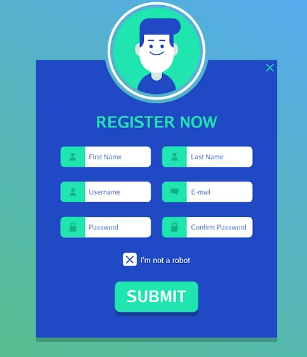 REGISTER NOW
First Name
Last Name
Username
E-mail
Password
Confirm Password
I'm not a robot
SUBMIT